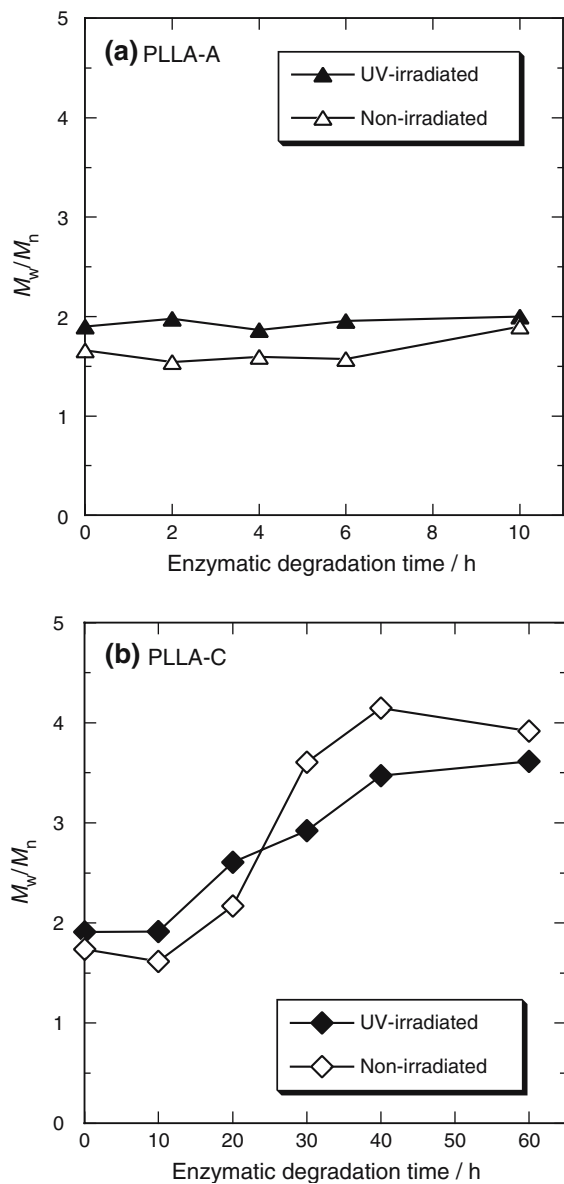 (a) PLLA-A
UV-irradiated
Non-irradiated
5
4
3
2
1
0
Mw/Mn
0 2 4 6 8 10
Enzymatic degradation time / h
(b) PLLA-C
5
4
3
2
1
0
Mw/Mn
UV-irradiated
Non-irradiated
0 10 20 30 40 50 60
Enzymatic degradation time / h